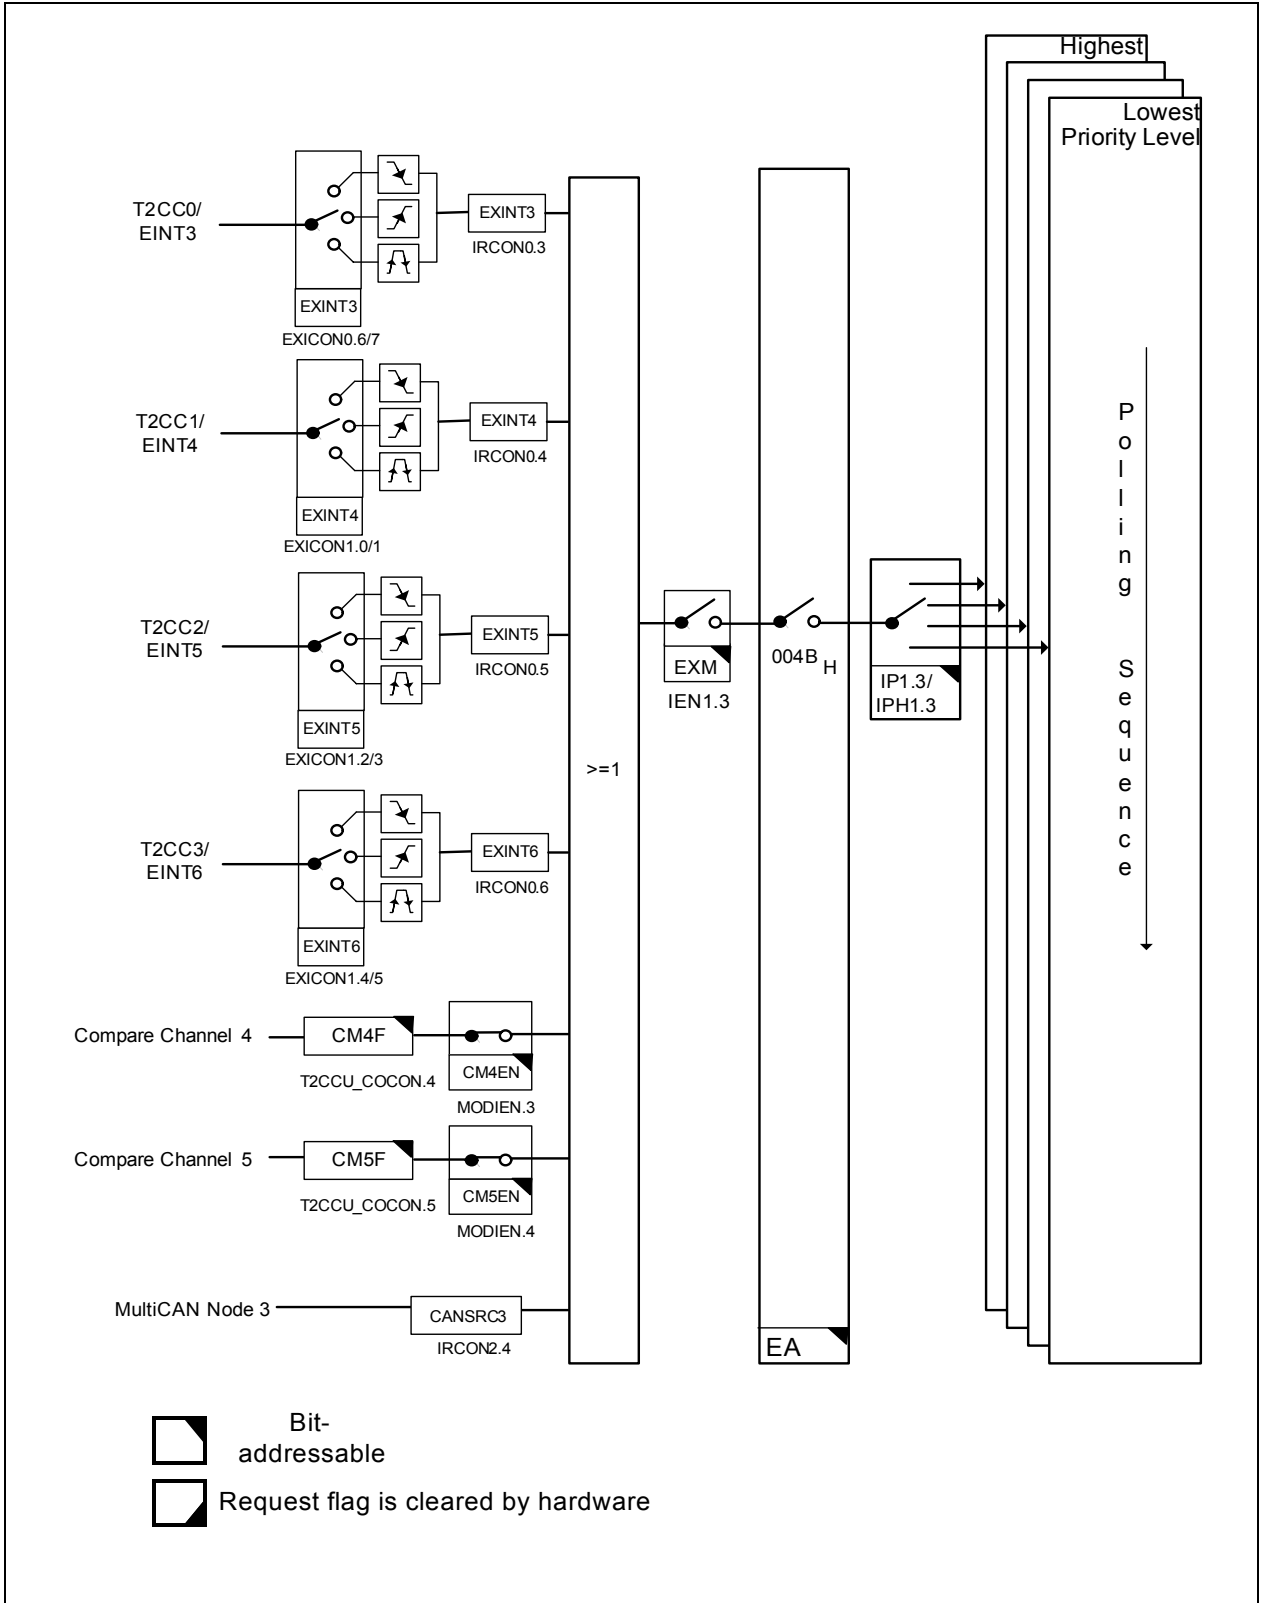 Highest
Lowest
Priority Level
T2CC0/
EINT3
EXINT3
IRCON0.3
EXINT3
EXICON0.6/7
T2CC1/
EINT4
EXINT4
IRCON0.4
EXINT4
EXICON1.0/1
T2CC2/
EINT5
EXINT5
IRCON0.5
EXINT5
EXICON1.2/3
T2CC3/
EINT6
EXINT6
IRCON0.6
EXINT6
EXICON1.4/5
Compare Channel 4
CM4F
T2CCU_COCON.4
CM4EN
MODIEN.3
Compare Channel 5
CM5F
T2CCU_COCON.5
CM5EN
MODIEN.4
MultiCAN Node 3
CANSRC3
IRCON2.4
>=1
EXM
IEN1.3
004B H
EA
IP1.3/
IPH1.3
Polling Sequence
Bit-
addressable
Request flag is cleared by hardware